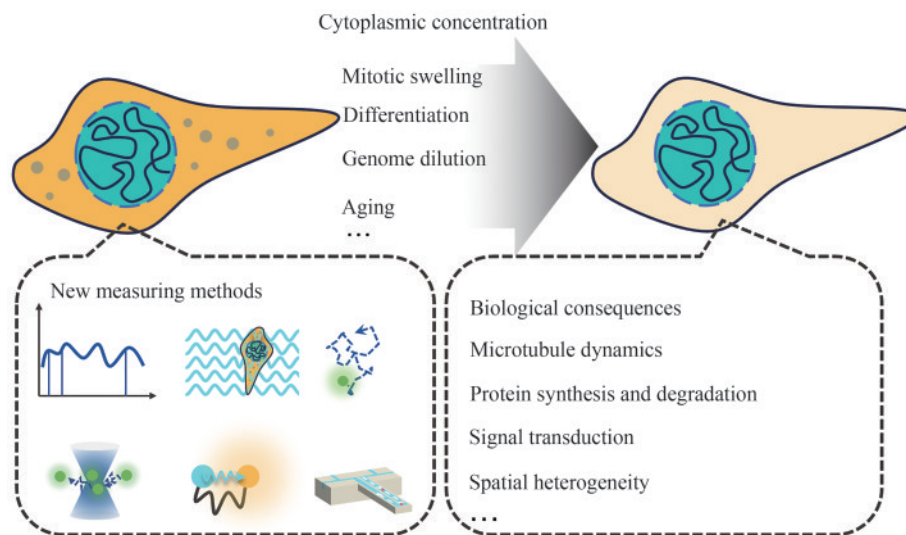 Cytoplasmic concentration
Mitotic swelling
Differentiation
Genome dilution
Aging
...
New measuring methods
Biological consequences
Microtubule dynamics
Protein synthesis and degradation
Signal transduction
Spatial heterogeneity
...